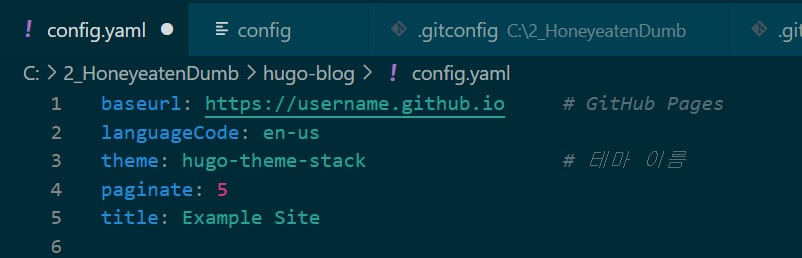 ! config.yaml ● config .gitconfig C:\2_HoneyeatenDumb .git
C: > 2_HoneyeatenDumb > hugo-blog > ! config.yaml
1 baseurl: https://username.github.io # GitHub Pages
2 languageCode: en-us
3 theme: hugo-theme-stack # 테마 이름
4 paginate: 5
5 title: Example Site
6